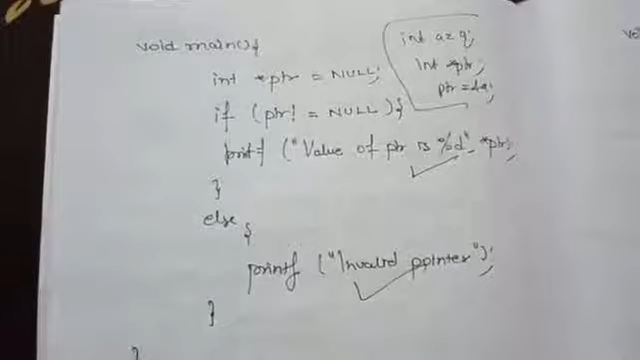 void main(){
int *ptr = NULL;
if (ptr! = NULL){
printf ("Value of ptr is %d", *ptr);
}
else
{
printf ("Invalid pointer");
}
}
int a = 9;
int *ptr;
ptr = &a;